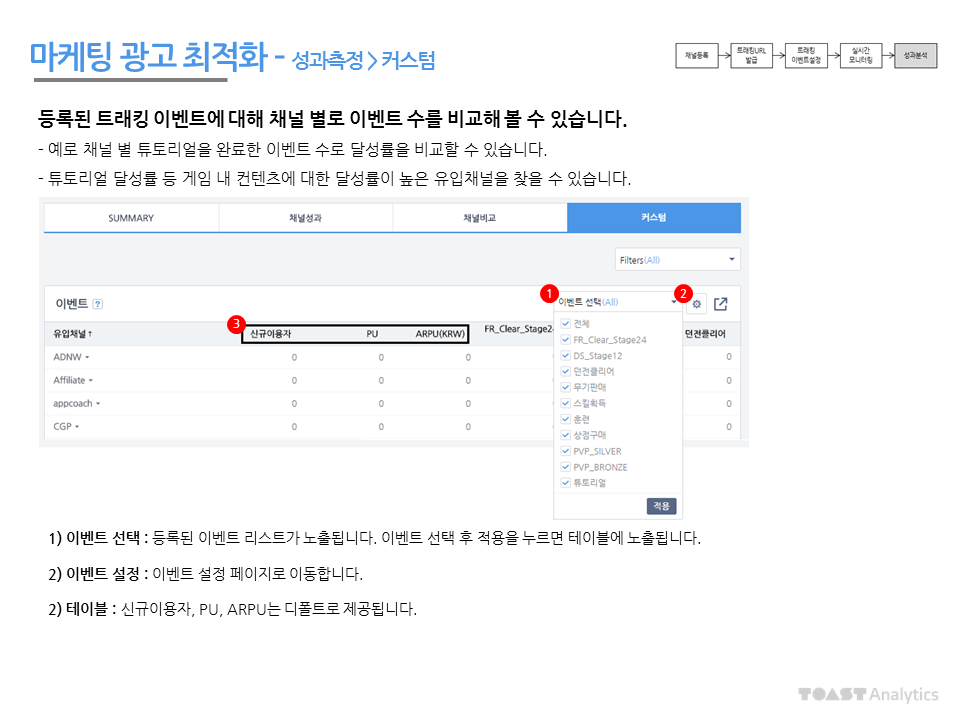 마케팅 광고 최적화 - 성과측정 > 커스텀
채널등록
트래킹URL
발급
트래킹
이벤트설정
실시간
모니터링
성과분석
등록된 트래킹 이벤트에 대해 채널 별로 이벤트 수를 비교해 볼 수 있습니다.
- 예로 채널 별 튜토리얼을 완료한 이벤트 수로 달성률을 비교할 수 있습니다.
- 튜토리얼 달성률 등 게임 내 컨텐츠에 대한 달성률이 높은 유입채널을 찾을 수 있습니다.
SUMMARY 채널성과 채널비교 커스텀
Filters(All)
이벤트 ?
1 이벤트 선택(All) 2
3
유입채널↑ 신규이용자 PU ARPU(KRW) FR_Clear_Stage24 던전클리어
ADNW 0 0 0 0
Affiliate 0 0 0 0
appcoach 0 0 0 0
CGP 0 0 0 0
전체
FR_Clear_Stage24
DS_Stage12
던전클리어
무기판매
스킬획득
훈련
상점구매
PVP_SILVER
PVP_BRONZE
튜토리얼
적용
1) 이벤트 선택 : 등록된 이벤트 리스트가 노출됩니다. 이벤트 선택 후 적용을 누르면 테이블에 노출됩니다.
2) 이벤트 설정 : 이벤트 설정 페이지로 이동합니다.
2) 테이블 : 신규이용자, PU, ARPU는 디폴트로 제공됩니다.
TOAST Analytics